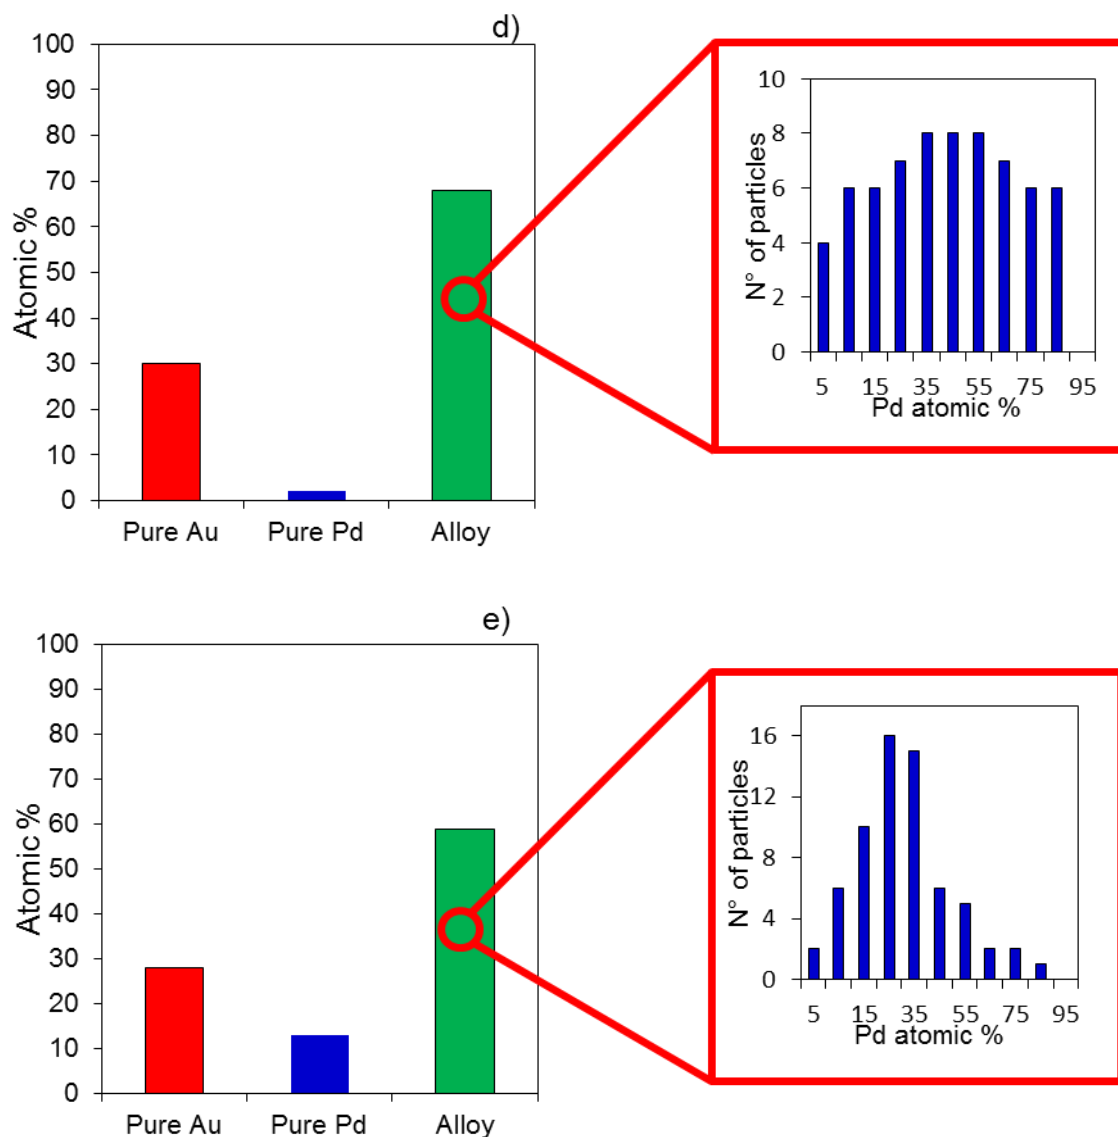 d)
Atomic %
100
90
80
70
60
50
40
30
20
10
0
Pure Au Pure Pd Alloy
N° of particles
10
8
6
4
2
0
5 15 35 55 75 95
Pd atomic %
e)
Atomic %
100
90
80
70
60
50
40
30
20
10
0
Pure Au Pure Pd Alloy
N° of particles
16
12
8
4
0
5 15 35 55 75 95
Pd atomic %